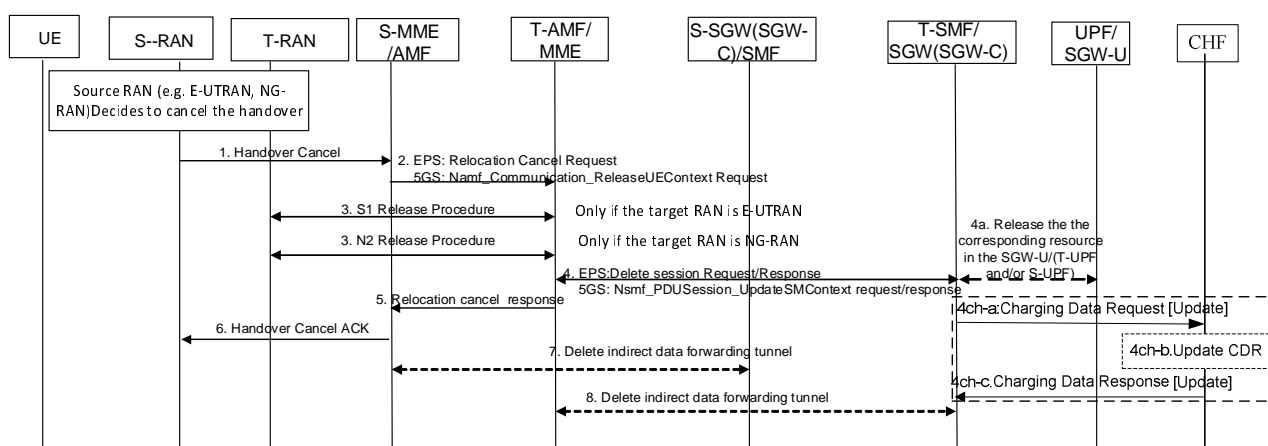 UE
S--RAN
T-RAN
S-MME
/AMF
T-AMF/
MME
S-SGW(SGW-
C)/SMF
T-SMF/
SGW(SGW-C)
UPF/
SGW-U
CHF
Source RAN (e.g. E-UTRAN, NG-
RAN)Decides to cancel the handover
1. Handover Cancel
2. EPS: Relocation Cancel Request
5GS: Namf_Communication_ReleaseUEContext Request
3. S1 Release Procedure
Only if the target RAN is E-UTRAN
3. N2 Release Procedure
Only if the target RAN is NG-RAN
4a. Release the the
corresponding resource
in the SGW-U/(T-UPF
and/or S-UPF)
4. EPS:Delete session Request/Response
5GS: Nsmf_PDUSession_UpdateSMContext request/response
5. Relocation cancel response
4ch-a:Charging Data Request [Update]
6. Handover Cancel ACK
4ch-b.Update CDR
7. Delete indirect data forwarding tunnel
4ch-c.Charging Data Response [Update]
8. Delete indirect data forwarding tunnel